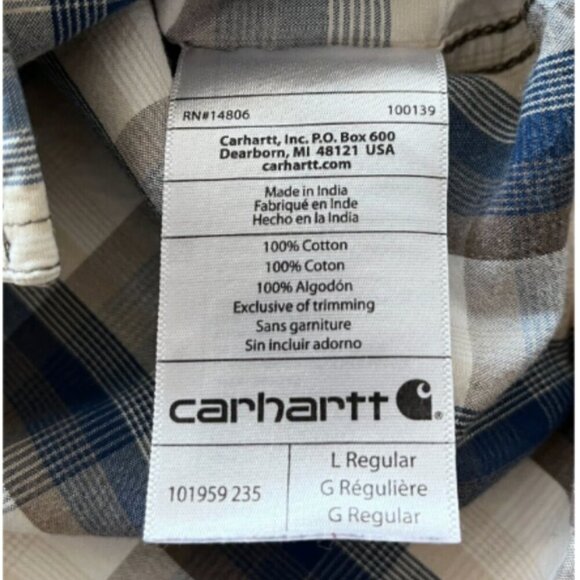 RN#14806 100139
Carhartt, Inc. P.O. Box 600
Dearborn, MI 48121 USA
carhartt.com
Made in India
Fabriqué en Inde
Hecho en la India
100% Cotton
100% Coton
100% Algodón
Exclusive of trimming
Sans garniture
Sin incluir adorno
carhartt ®
101959 235
L Regular
G Régulière
G Regular